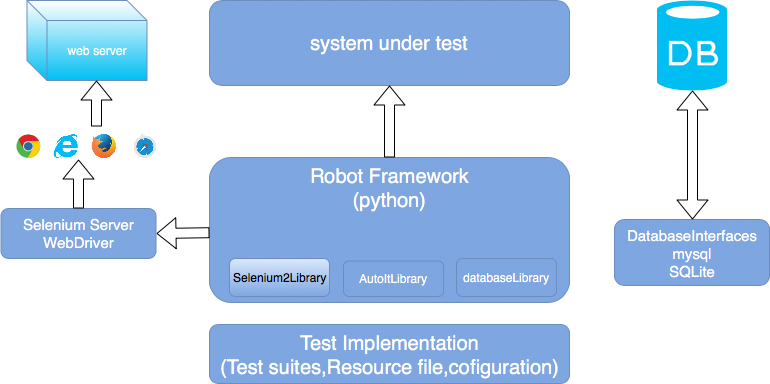 web server
system under test
DB
Robot Framework
(python)
Selenium Server
WebDriver
DatabaseInterfaces
mysql
SQLite
Selenium2Library
AutoItLibrary
databaseLibrary
Test Implementation
(Test suites,Resource file,cofiguration)